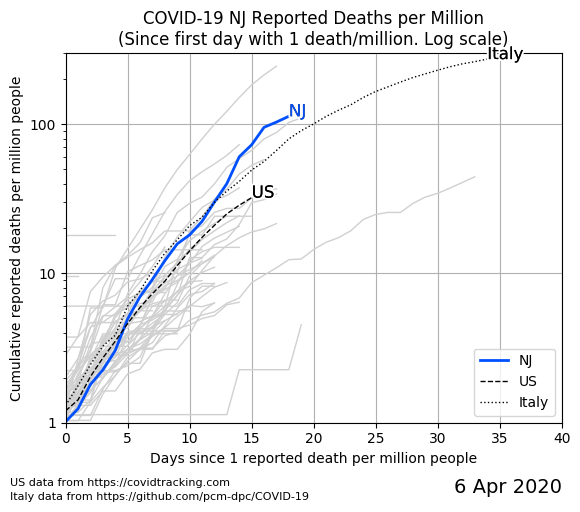 COVID-19 NJ Reported Deaths per Million
(Since first day with 1 death/million. Log scale)
Cumulative reported deaths per million people
100
10
1
Italy
NJ
US
NJ
US
Italy
0 5 10 15 20 25 30 35 40
Days since 1 reported death per million people
US data from https://covidtracking.com
Italy data from https://github.com/pcm-dpc/COVID-19
6 Apr 2020